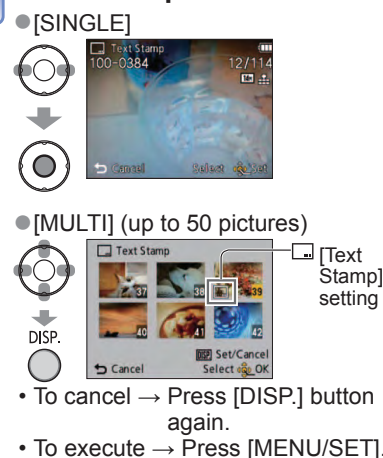 ●[SINGLE]
Text Stamp
100-0384
12/114
14M
Cancel
Select
Set
●[MULTI] (up to 50 pictures)
Text Stamp
37
38
39
40
41
42
DISP Set/Cancel
Cancel
Select
OK
[Text
Stamp]
setting
DISP.
• To cancel → Press [DISP.] button
again.
• To execute → Press [MENU/SET].